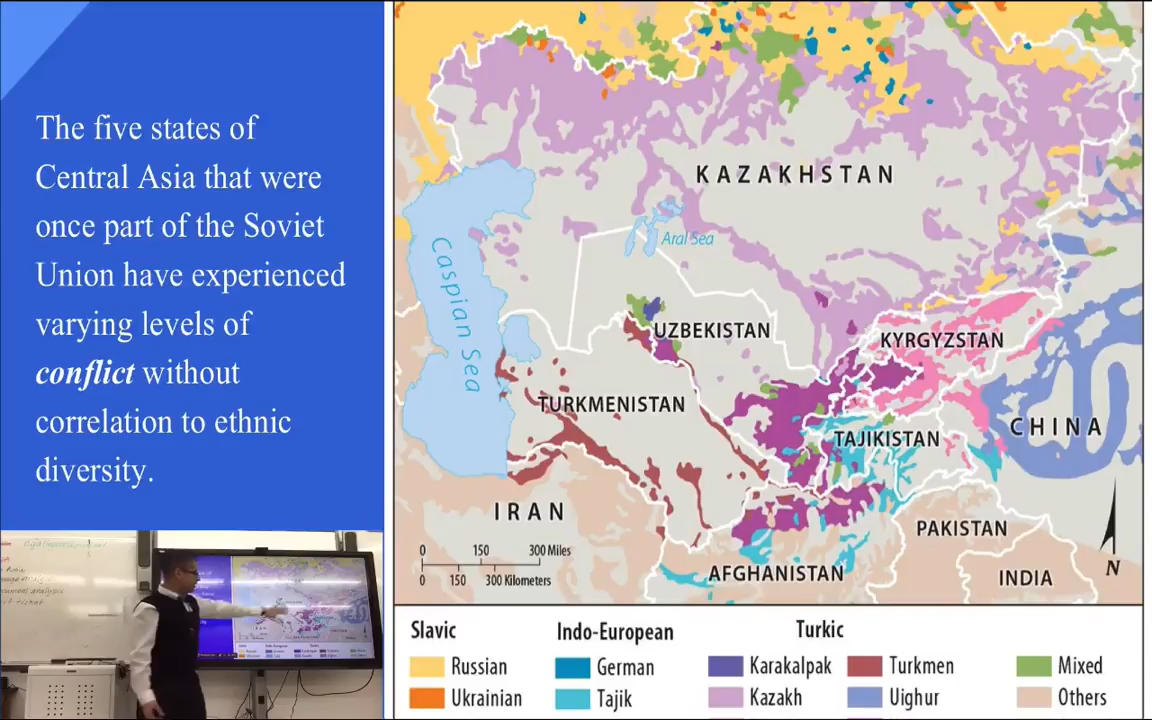 The five states of
Central Asia that were
once part of the Soviet
Union have experienced
varying levels of
conflict without
correlation to ethnic
diversity.
KAZAKHSTAN
Aral Sea
Caspian Sea
UZBEKISTAN
KYRGYZSTAN
TURKMENISTAN
TAJIKISTAN
CHINA
IRAN
PAKISTAN
AFGHANISTAN
INDIA
0 150 300 Miles
0 150 300 Kilometers
N
Slavic
Russian
Ukrainian
Indo-European
German
Tajik
Turkic
Karakalpak
Kazakh
Turkmen
Uighur
Mixed
Others